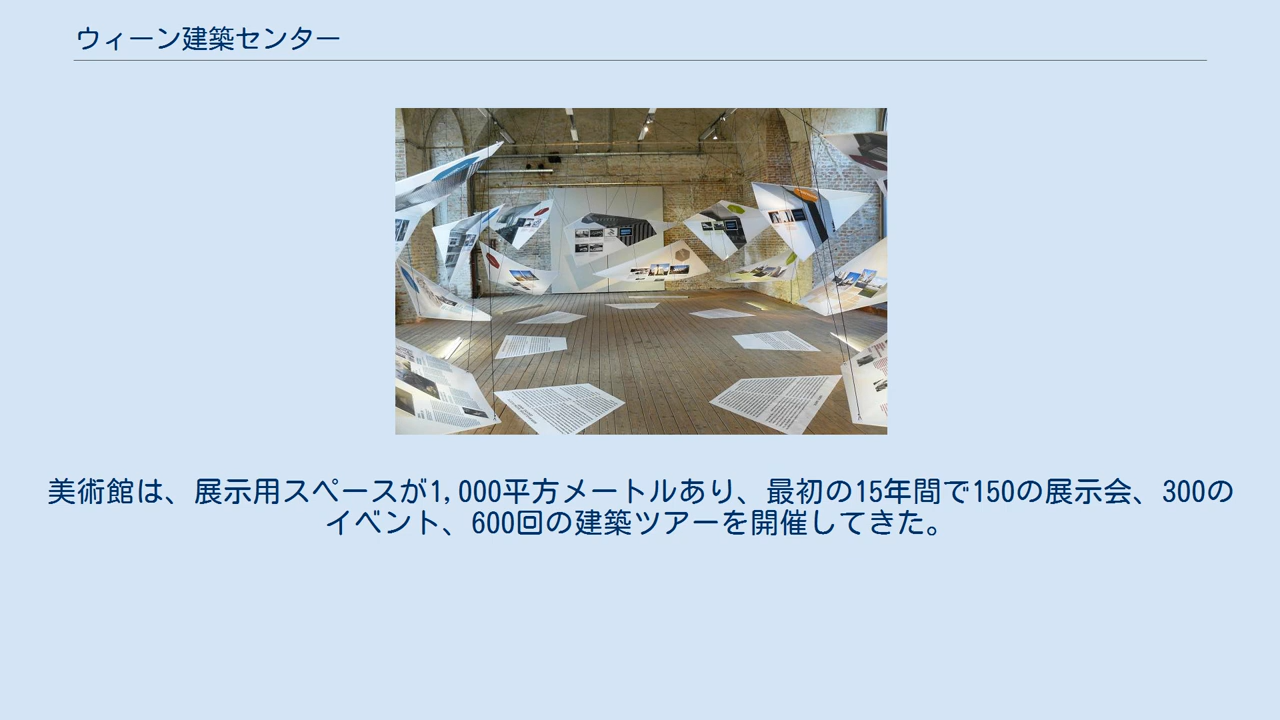 ウィーン建築センター
美術館は、展示用スペースが1,000平方メートルあり、最初の15年間で150の展示会、300の
イベント、600回の建築ツアーを開催してきた。